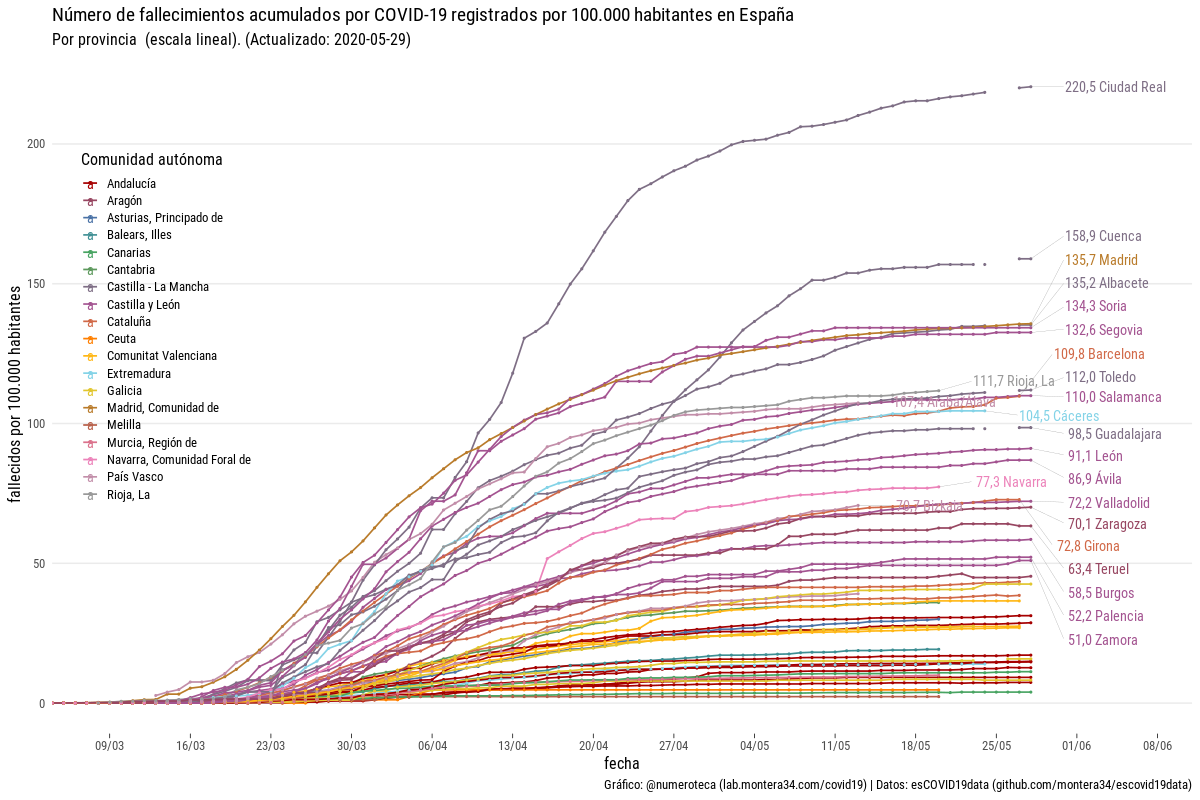 Número de fallecimientos acumulados por COVID-19 registrados por 100.000 habitantes en España
Por provincia (escala lineal). (Actualizado: 2020-05-29)
fallecidos por 100.000 habitantes
200
150
100
50
0
Comunidad autónoma
Andalucía
Aragón
Asturias, Principado de
Balears, Illes
Canarias
Cantabria
Castilla - La Mancha
Castilla y León
Cataluña
Ceuta
Comunitat Valenciana
Extremadura
Galicia
Madrid, Comunidad de
Melilla
Murcia, Región de
Navarra, Comunidad Foral de
País Vasco
Rioja, La
220,5 Ciudad Real
158,9 Cuenca
135,7 Madrid
135,2 Albacete
134,3 Soria
132,6 Segovia
109,8 Barcelona
112,0 Toledo
111,7 Rioja, La
110,0 Salamanca
107,4 Araba/Álava
104,5 Cáceres
98,5 Guadalajara
91,1 León
86,9 Ávila
77,3 Navarra
72,2 Valladolid
70,7 Bizkaia
70,1 Zaragoza
72,8 Girona
63,4 Teruel
58,5 Burgos
52,2 Palencia
51,0 Zamora
09/03
16/03
23/03
30/03
06/04
13/04
20/04
27/04
04/05
11/05
18/05
25/05
01/06
08/06
fecha
Gráfico: @numeroteca (lab.montera34.com/covid19) | Datos: esCOVID19data (github.com/montera34/escovid19data)